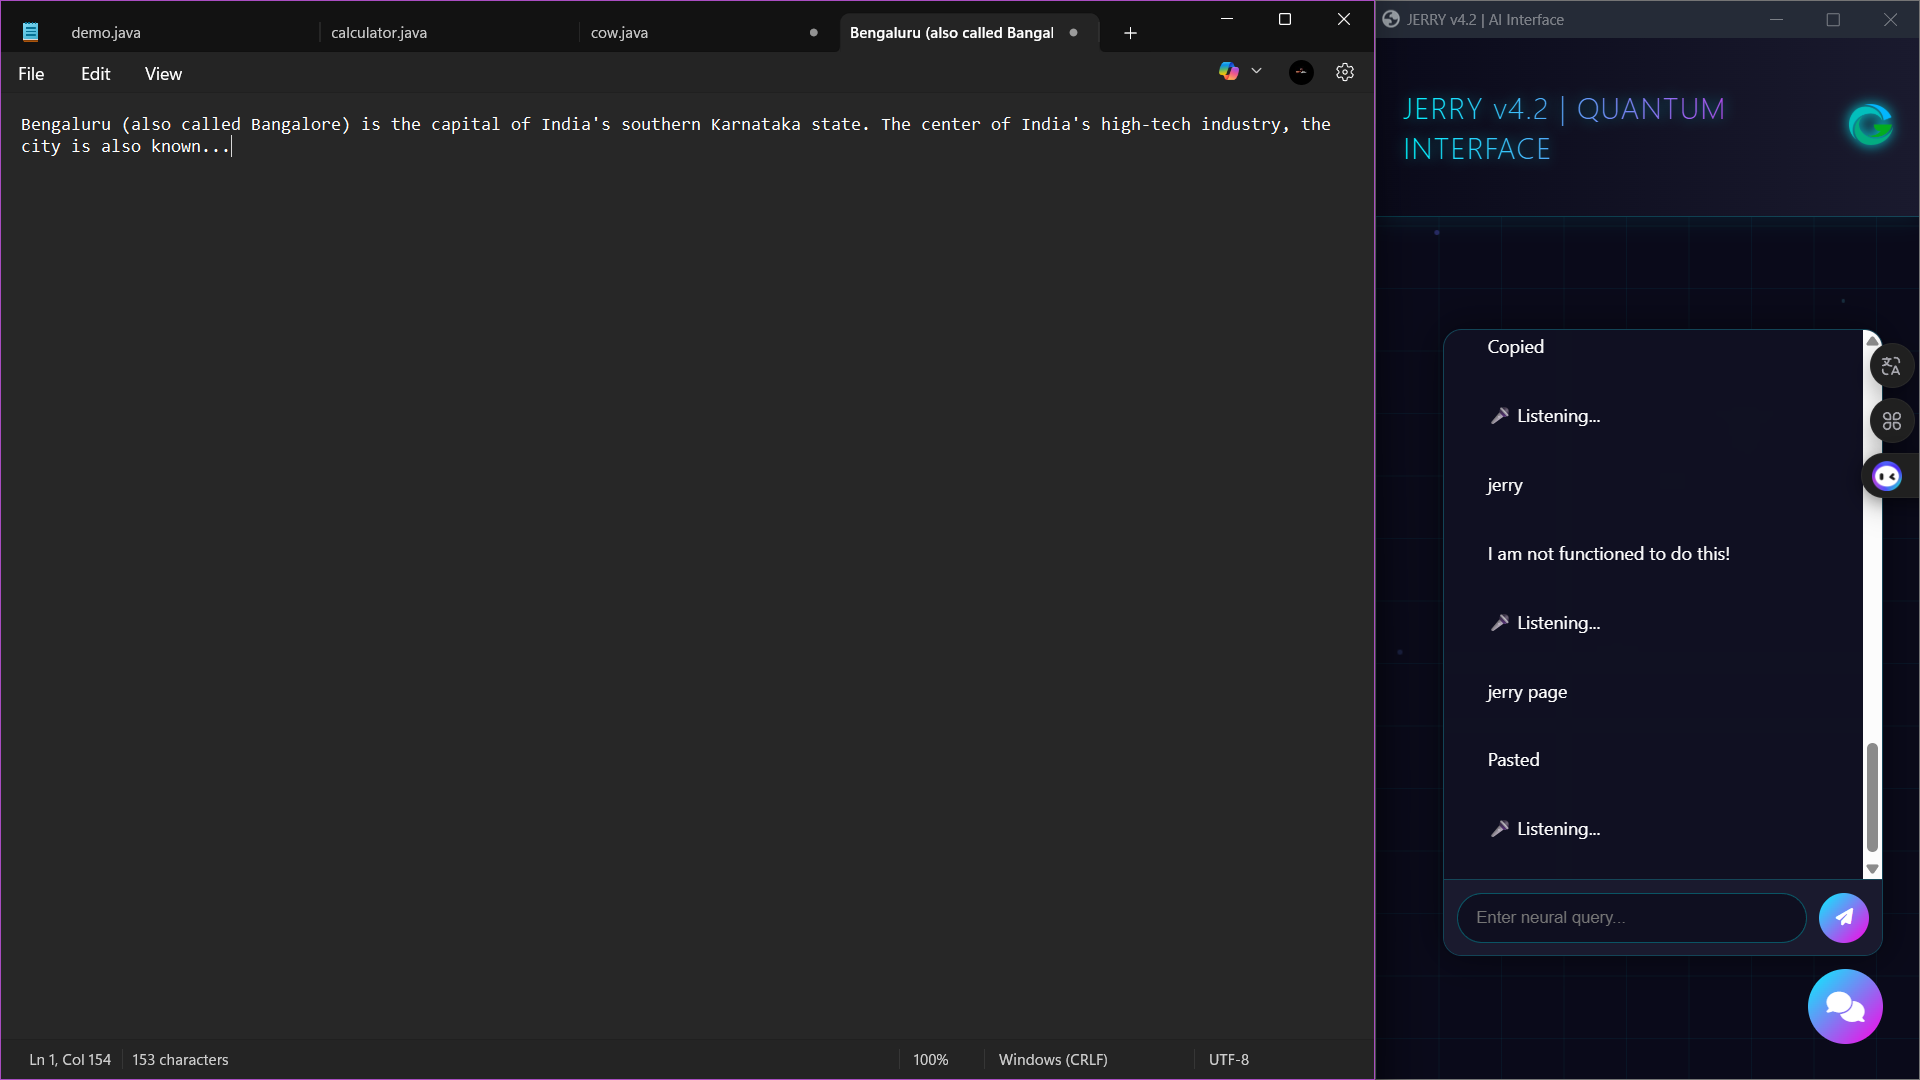 demo.java
calculator.java
cow.java
Bengaluru (also called Bangal
File
Edit
View
Bengaluru (also called Bangalore) is the capital of India's southern Karnataka state. The center of India's high-tech industry, the
city is also known...
Ln 1, Col 154
153 characters
100%
Windows (CRLF)
UTF-8
JERRY v4.2 | AI Interface
JERRY v4.2 | QUANTUM
INTERFACE
Copied
Listening...
jerry
I am not functioned to do this!
Listening...
jerry page
Pasted
Listening...
Enter neural query...